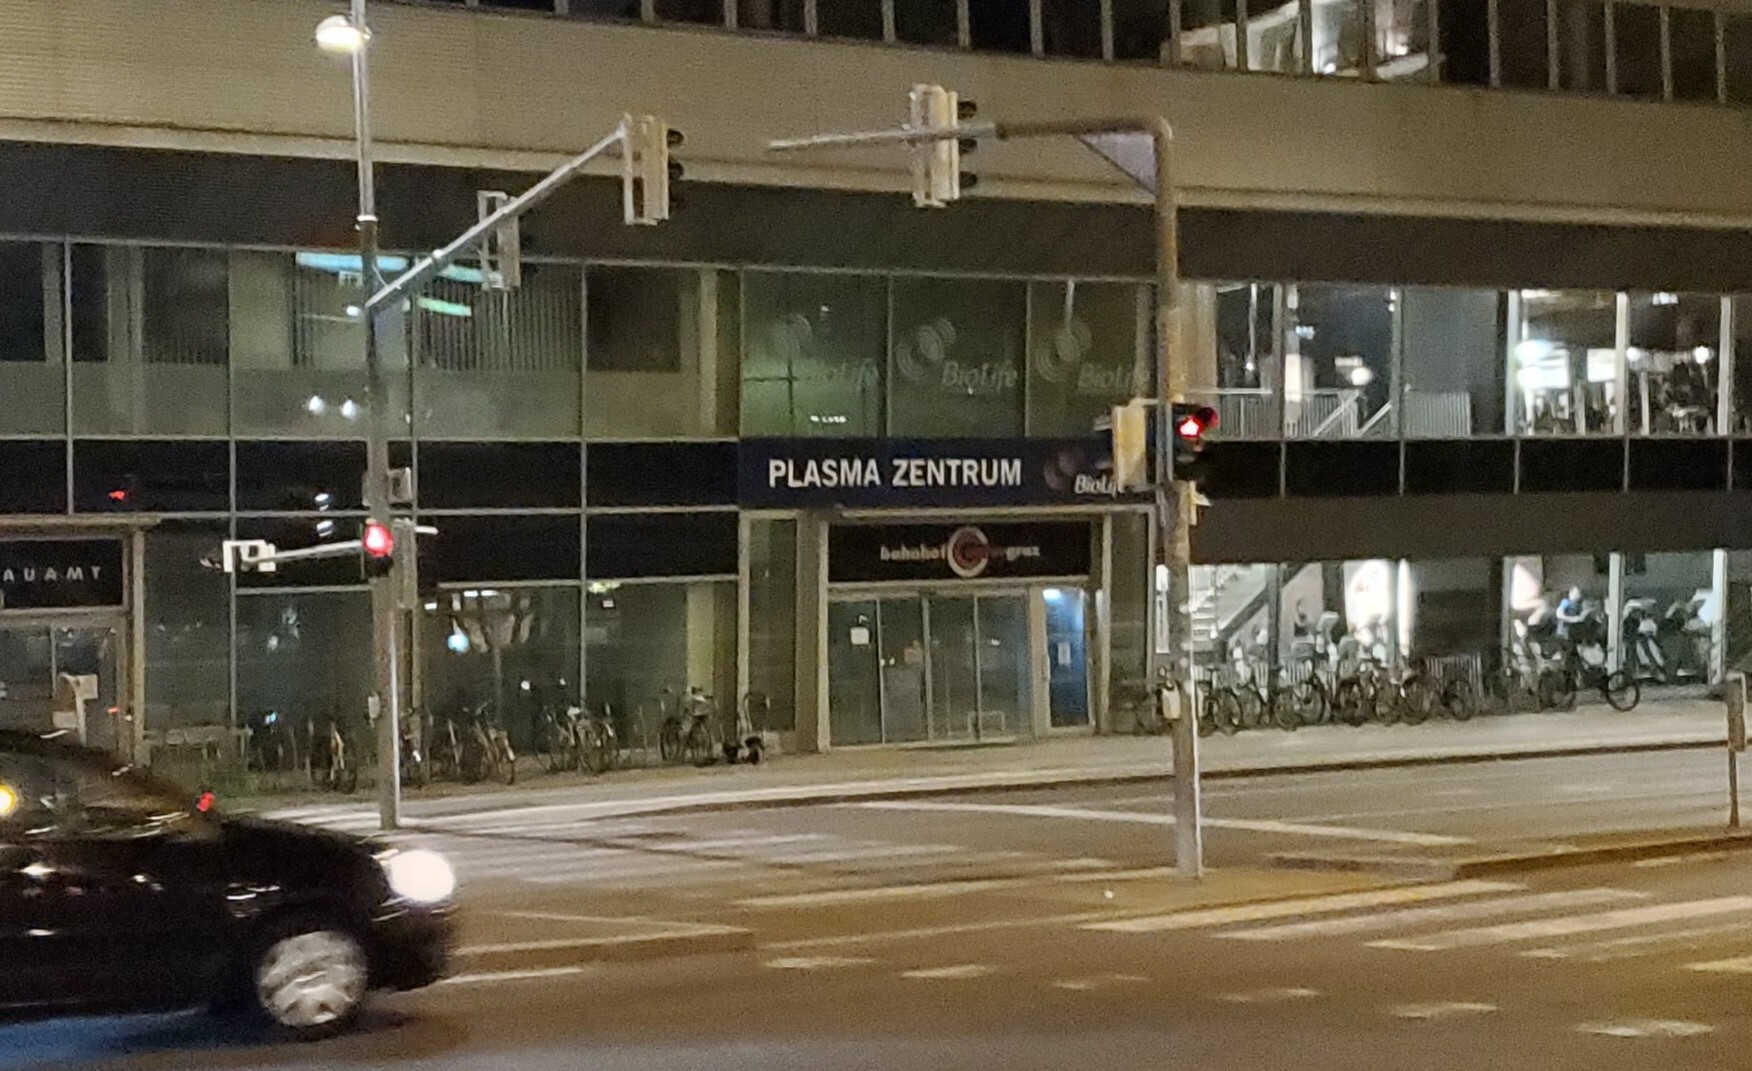 BioLife
BioLife
BioLife
PLASMA ZENTRUM
BioLife
bahnhof graz
AUAMT